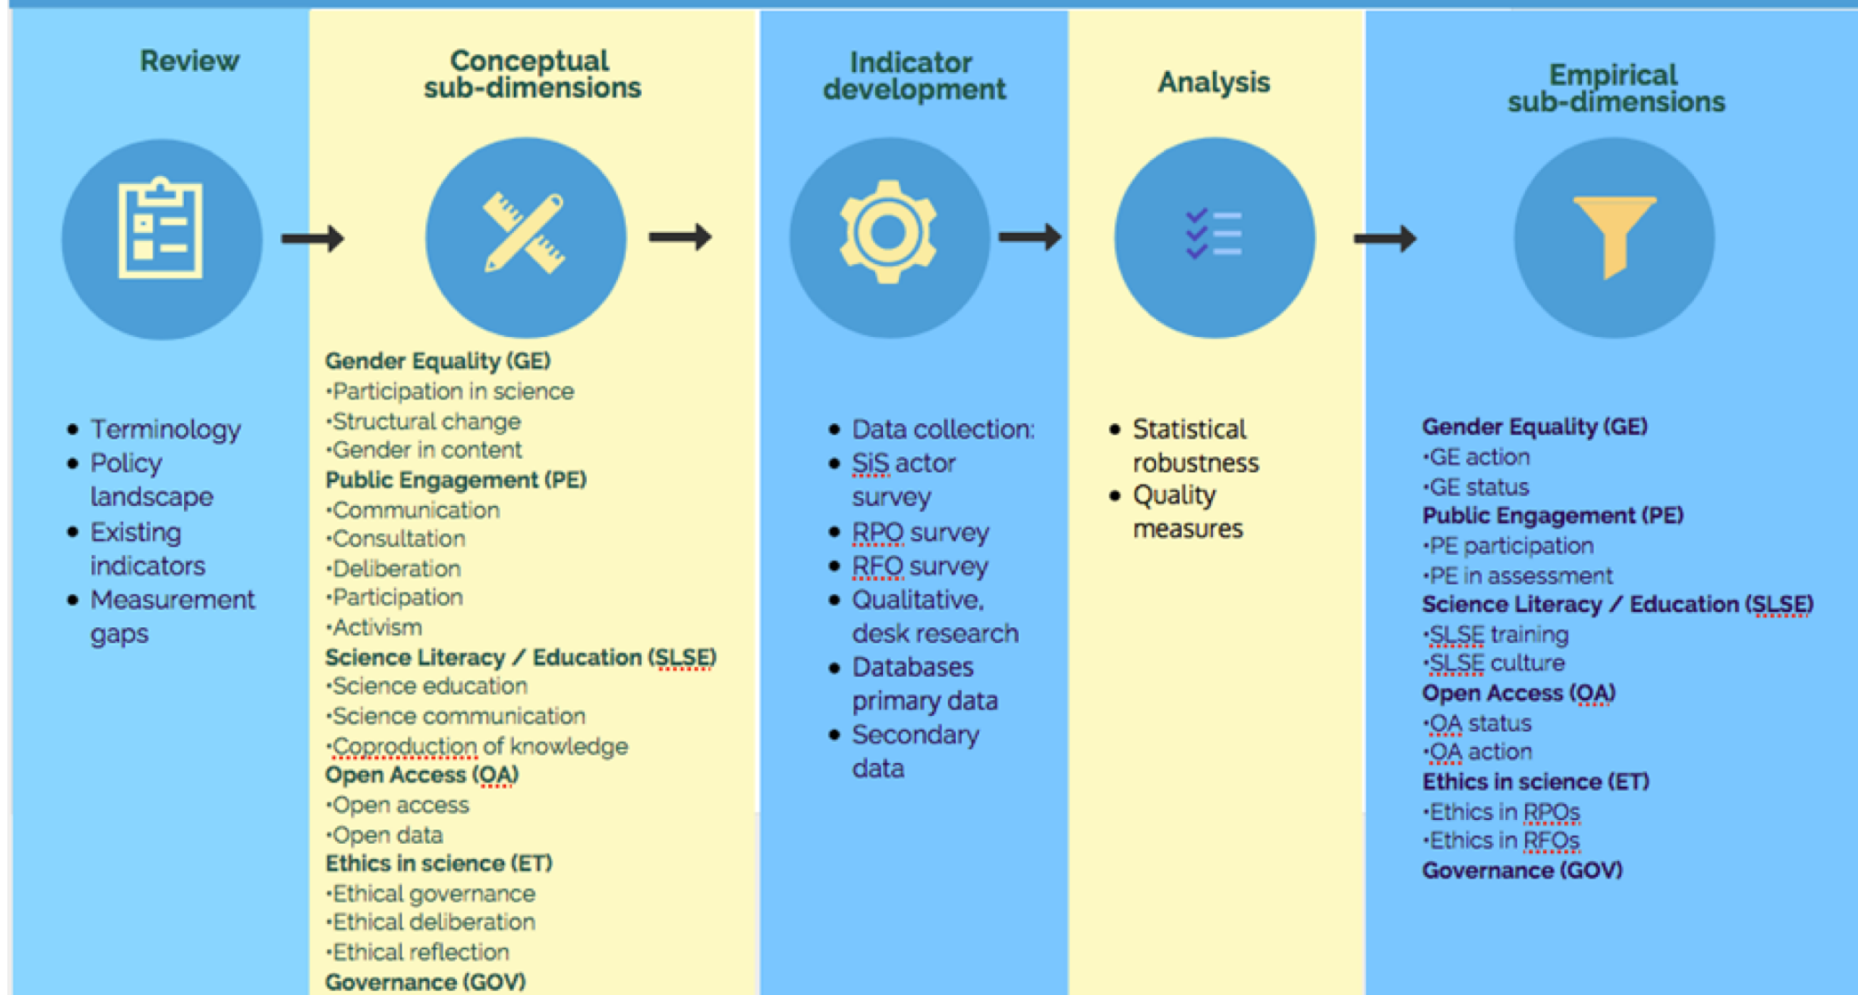 Review
• Terminology
• Policy
landscape
• Existing
indicators
• Measurement
gaps
Conceptual
sub-dimensions
Gender Equality (GE)
•Participation in science
•Structural change
•Gender in content
Public Engagement (PE)
•Communication
•Consultation
•Deliberation
•Participation
•Activism
Science Literacy / Education (SLSE)
•Science education
•Science communication
•Coproduction of knowledge
Open Access (OA)
•Open access
•Open data
Ethics in science (ET)
•Ethical governance
•Ethical deliberation
•Ethical reflection
Governance (GOV)
Indicator
development
• Data collection:
• SiS actor
survey
• RPO survey
• RFO survey
• Qualitative,
desk research
• Databases
primary data
• Secondary
data
Analysis
• Statistical
robustness
• Quality
measures
Empirical
sub-dimensions
Gender Equality (GE)
•GE action
•GE status
Public Engagement (PE)
•PE participation
•PE in assessment
Science Literacy / Education (SLSE)
•SLSE training
•SLSE culture
Open Access (OA)
•OA status
•OA action
Ethics in science (ET)
•Ethics in RPOs
•Ethics in RFOs
Governance (GOV)